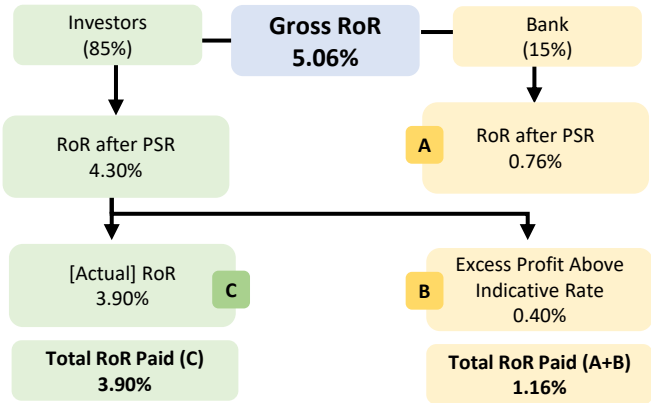 Investors
(85%)
Gross RoR
5.06%
Bank
(15%)
RoR after PSR
4.30%
A
RoR after PSR
0.76%
[Actual] RoR
3.90%
C
B
Excess Profit Above
Indicative Rate
0.40%
Total RoR Paid (C)
3.90%
Total RoR Paid (A+B)
1.16%